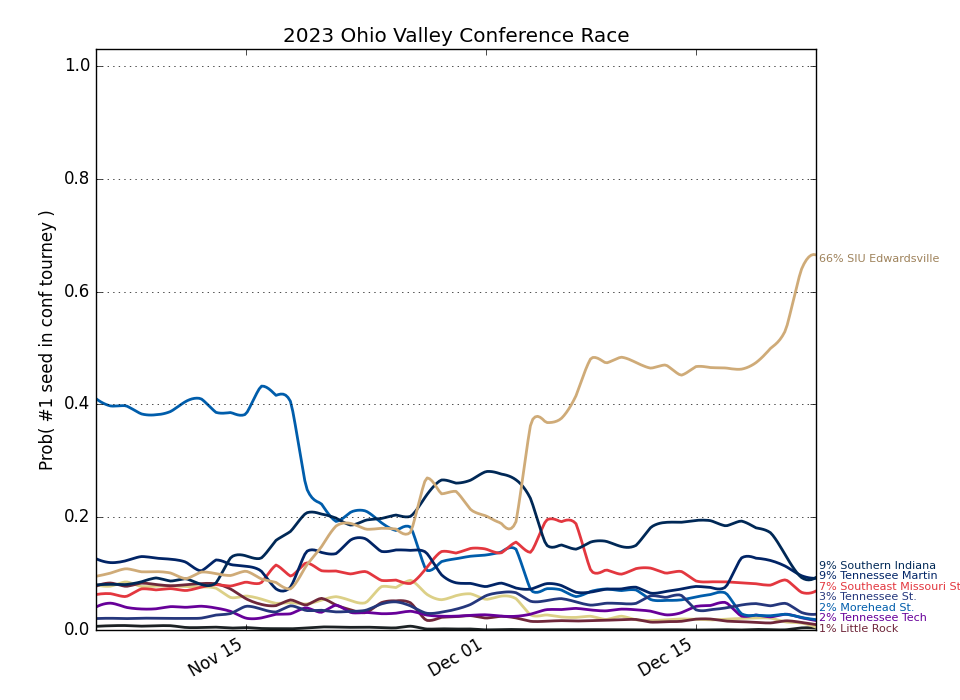 2023 Ohio Valley Conference Race
Prob( #1 seed in conf tourney )
1.0
0.8
0.6
0.4
0.2
0.0
Nov 15
Dec 01
Dec 15
66% SIU Edwardsville
9% Southern Indiana
9% Tennessee Martin
7% Southeast Missouri St
3% Tennessee St.
2% Morehead St.
2% Tennessee Tech
1% Little Rock